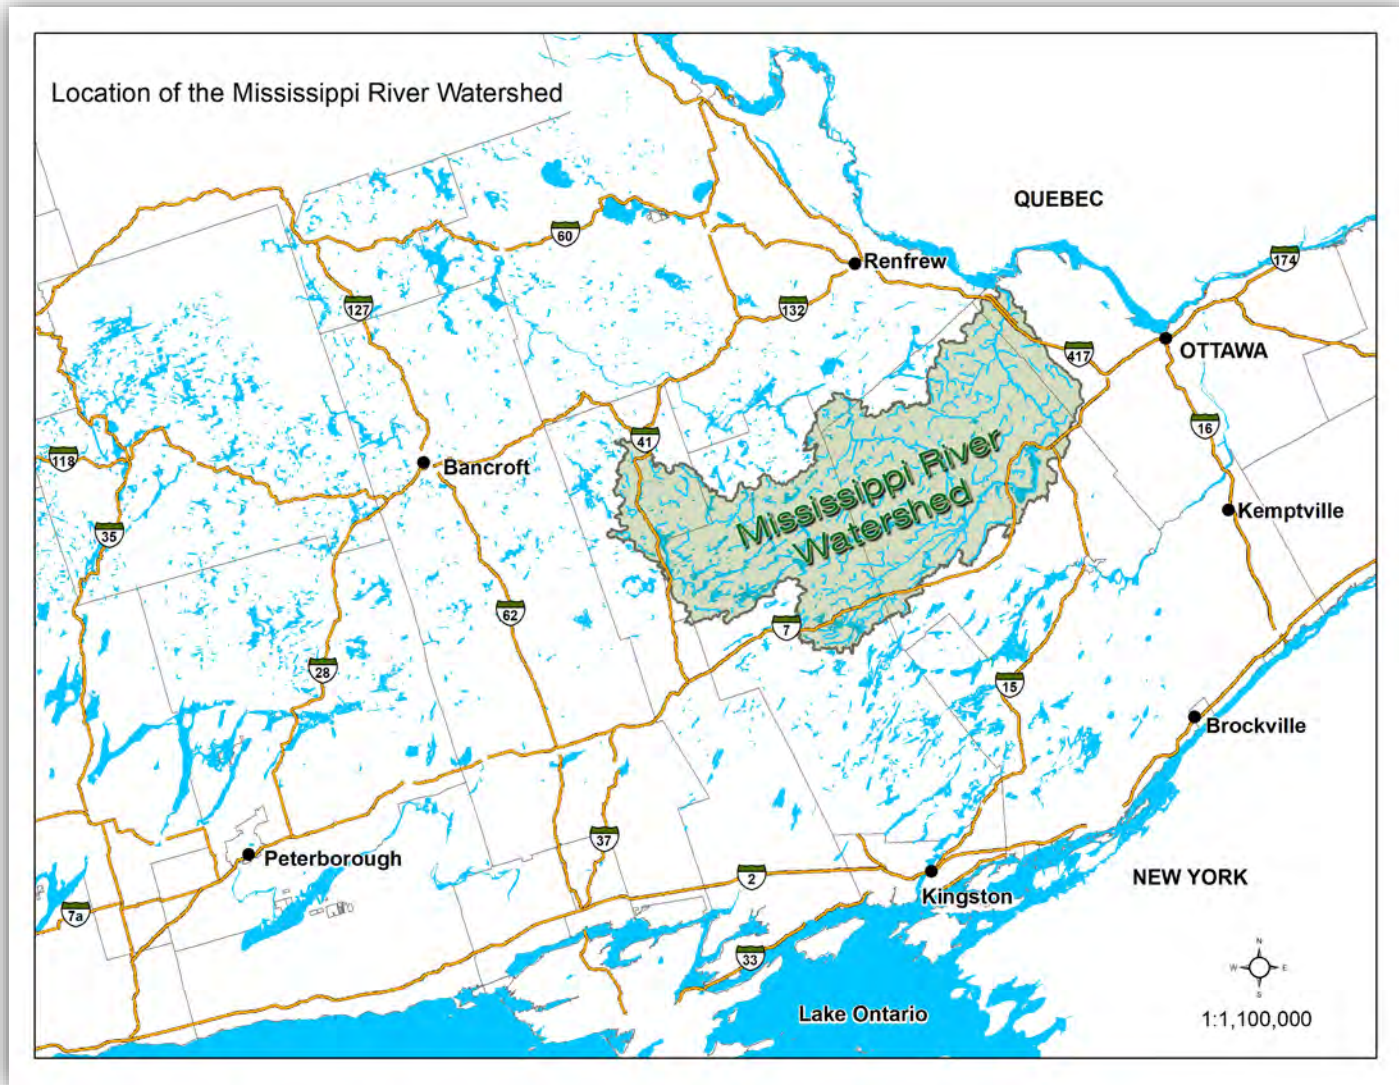 Location of the Mississippi River Watershed
QUEBEC
60
Renfrew
174
127
132
417
OTTAWA
41
16
118
Bancroft
Mississippi River
Watershed
35
Kemptville
62
7
28
15
Brockville
37
Peterborough
2
NEW YORK
Kingston
7a
33
N
W
E
S
Lake Ontario
1:1,100,000